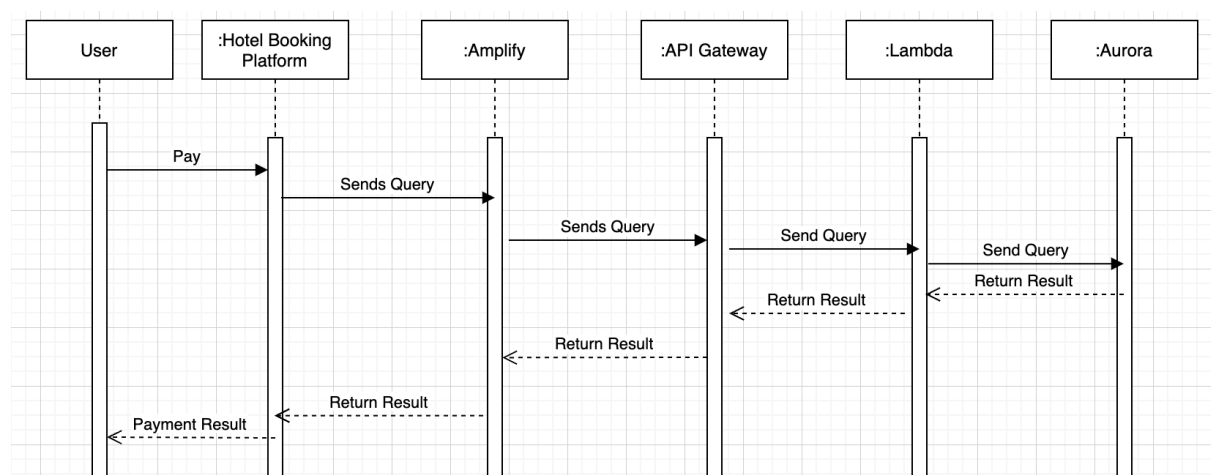 User
:Hotel Booking
Platform
:Amplify
:API Gateway
:Lambda
:Aurora
Pay
Sends Query
Sends Query
Send Query
Send Query
Return Result
Return Result
Return Result
Return Result
Payment Result